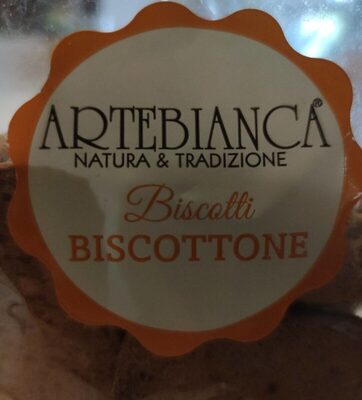 ARTEBIANCA®
NATURA & TRADIZIONE
Biscotti
BISCOTTONE